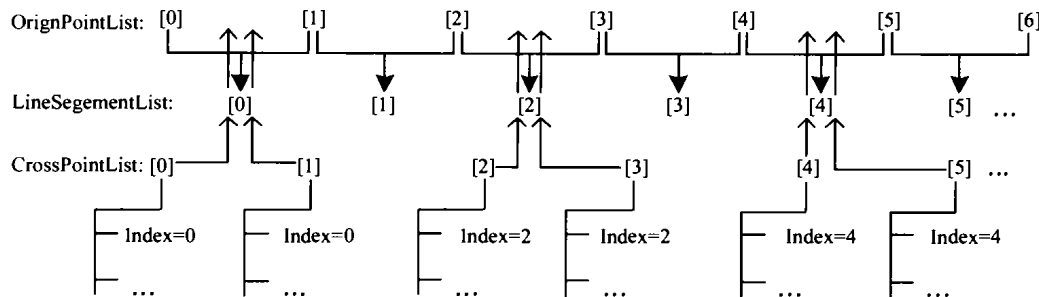 OrignPointList: [0] [1] [2] [3] [4] [5] [6]
LineSegementList: [0] [1] [2] [3] [4] [5] ...
CrossPointList: [0] [1] [2] [3] [4] [5] ...
Index=0 Index=0 Index=2 Index=2 Index=4 Index=4
... ... ... ... ... ...